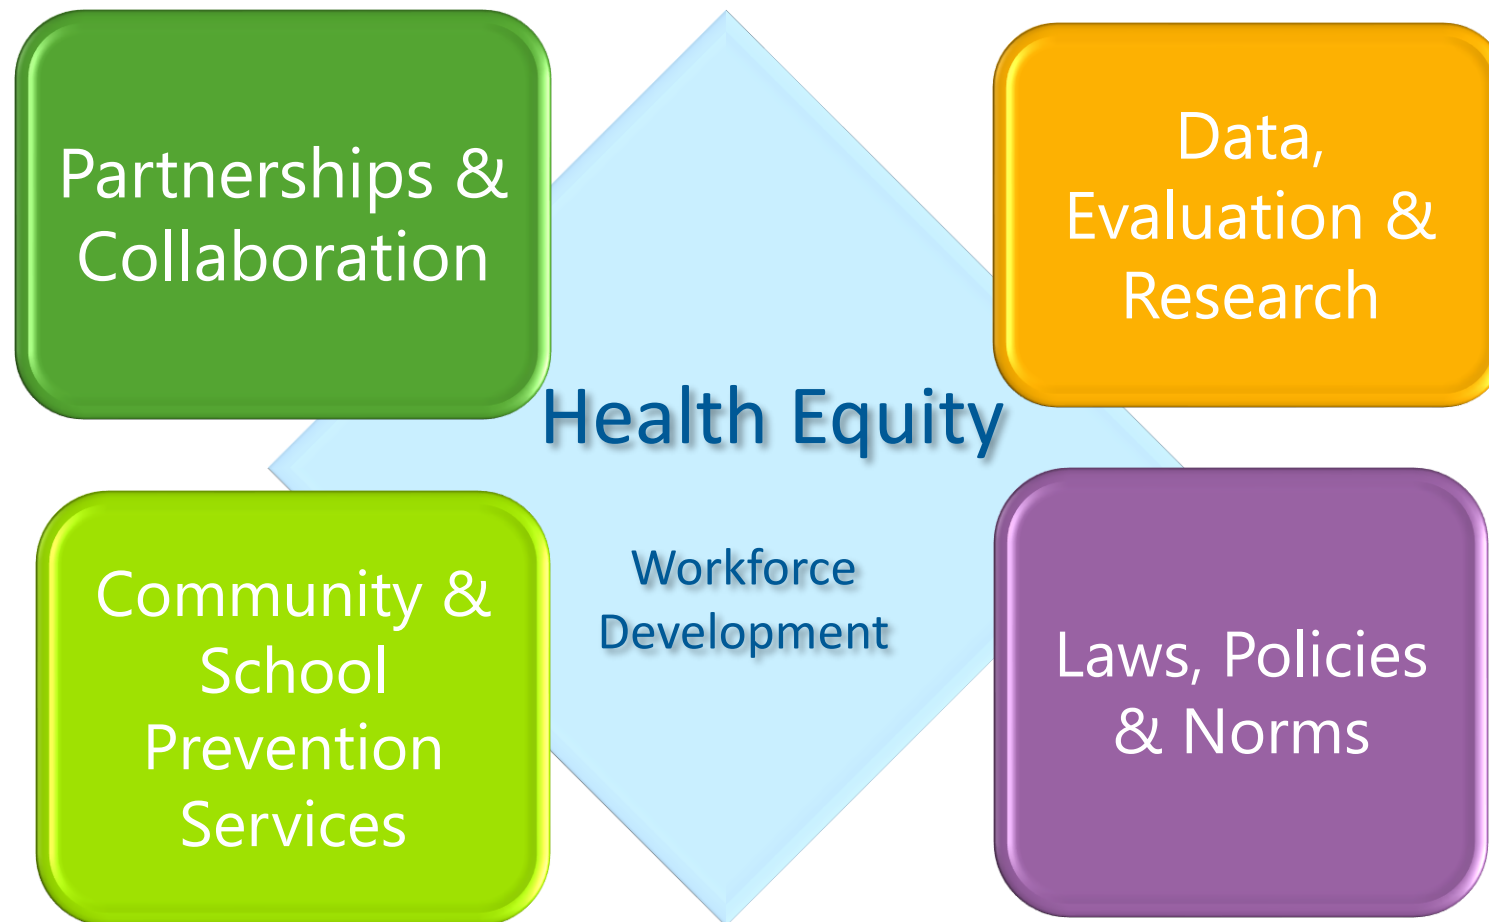 Partnerships &
Collaboration
Data,
Evaluation &
Research
Health Equity
Workforce
Development
Community &
School
Prevention
Services
Laws, Policies
& Norms